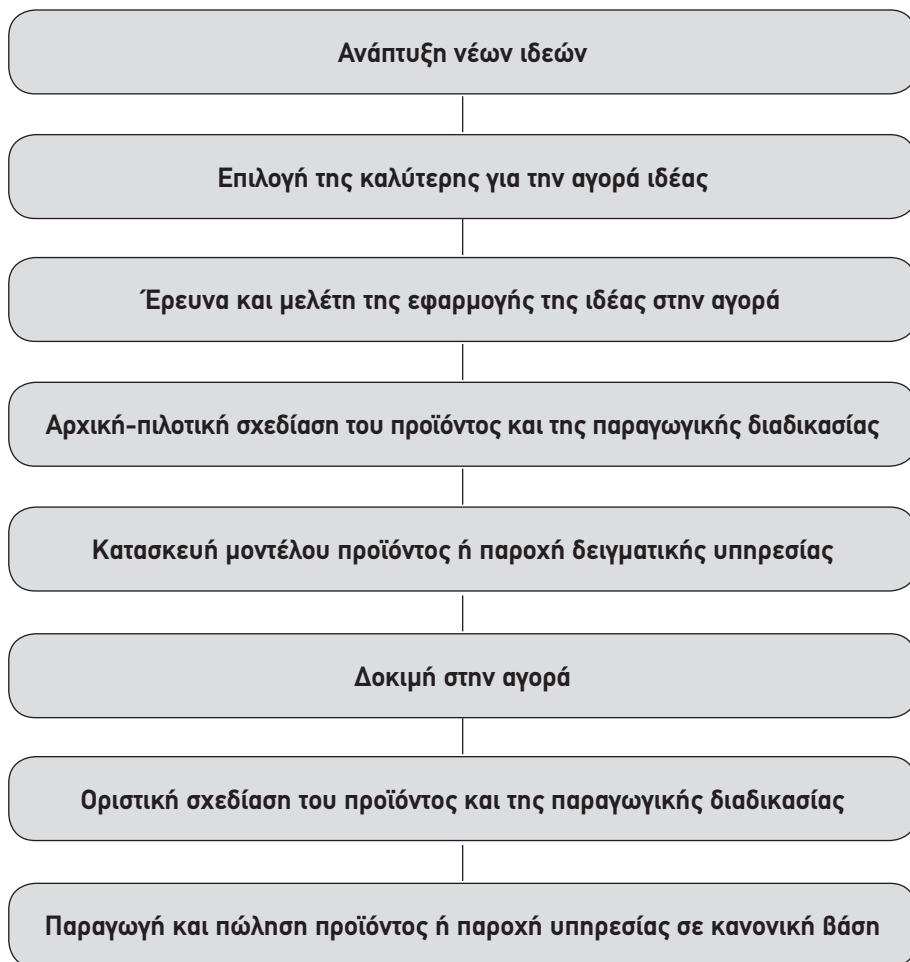 Ανάπτυξη νέων ιδεών
Επιλογή της καλύτερης για την αγορά ιδέας
Έρευνα και μελέτη της εφαρμογής της ιδέας στην αγορά
Αρχική-πιλοτική σχεδίαση του προϊόντος και της παραγωγικής διαδικασίας
Κατασκευή μοντέλου προϊόντος ή παροχή δειγματικής υπηρεσίας
Δοκιμή στην αγορά
Οριστική σχεδίαση του προϊόντος και της παραγωγικής διαδικασίας
Παραγωγή και πώληση προϊόντος ή παροχή υπηρεσίας σε κανονική βάση